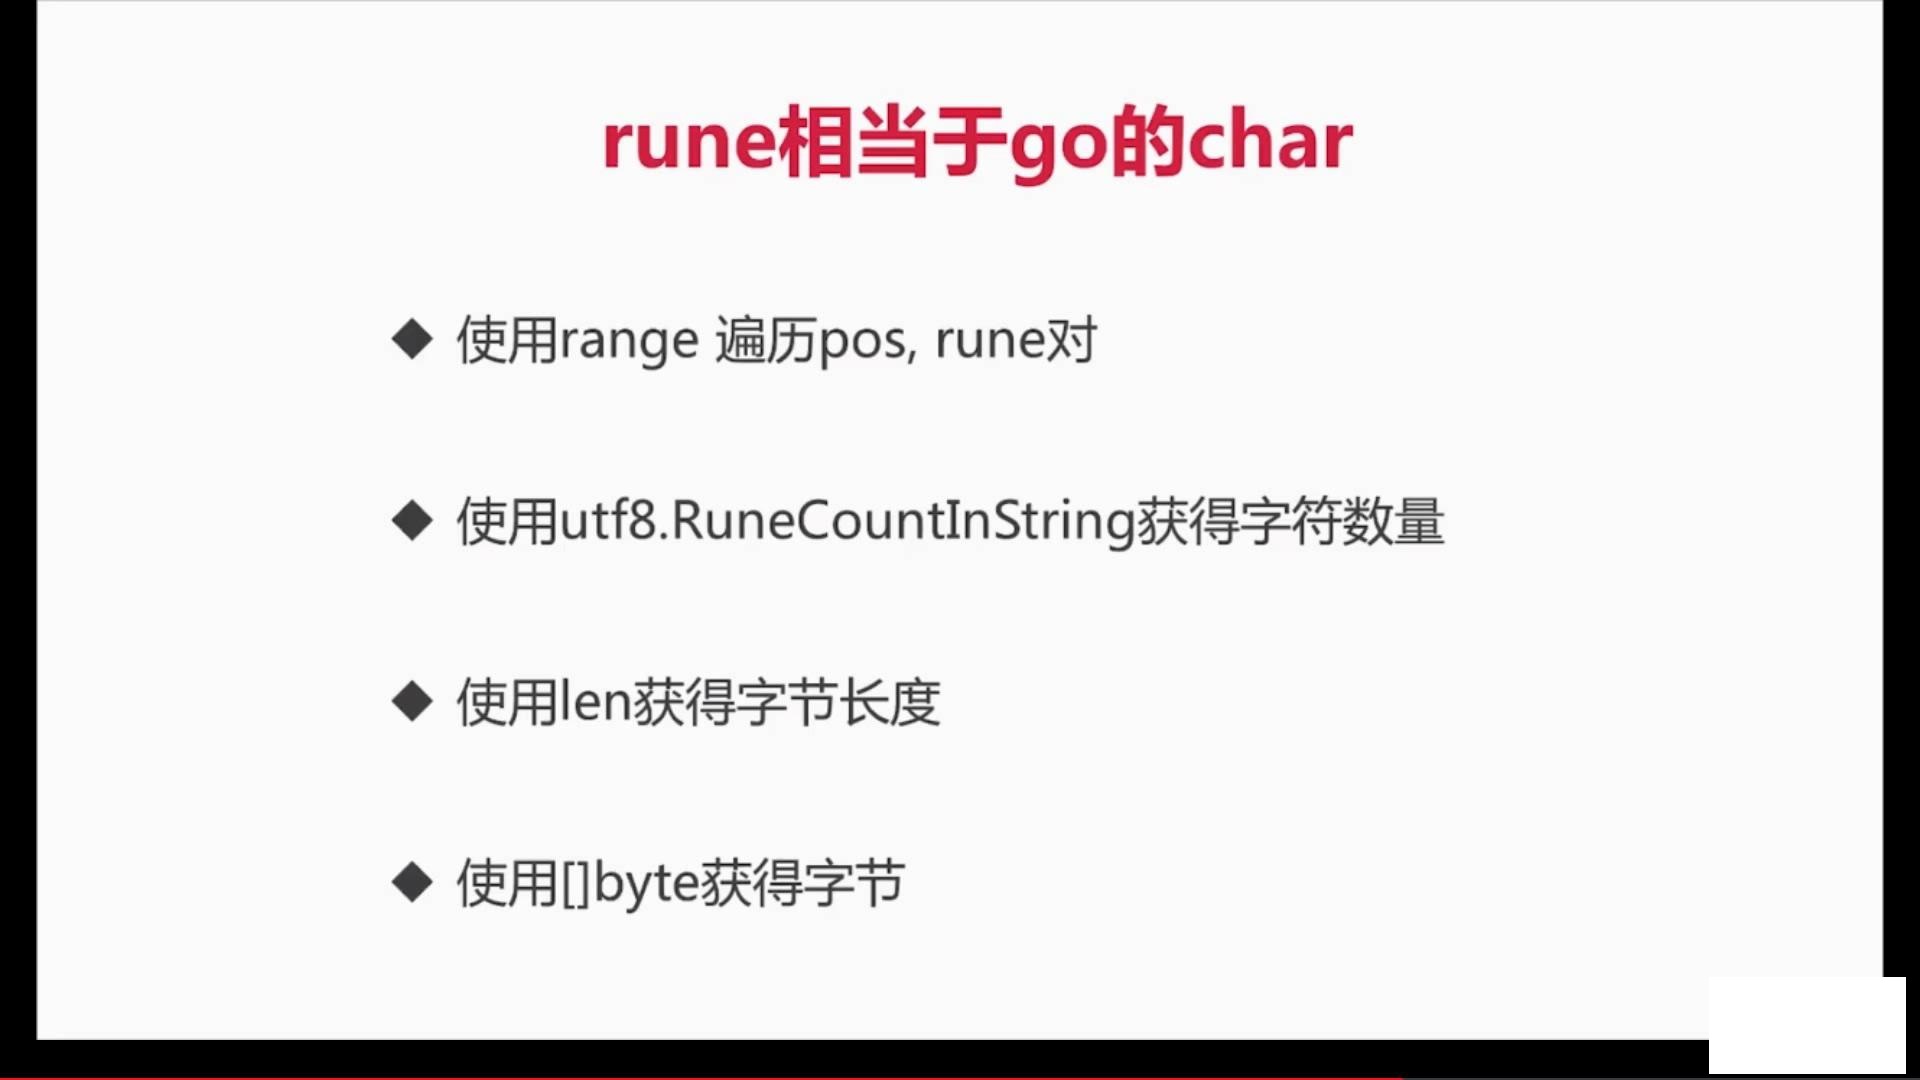 rune相当于go的char
◆ 使用range 遍历pos, rune对
◆ 使用utf8.RuneCountInString获得字符数量
◆ 使用len获得字节长度
◆ 使用[]byte获得字节